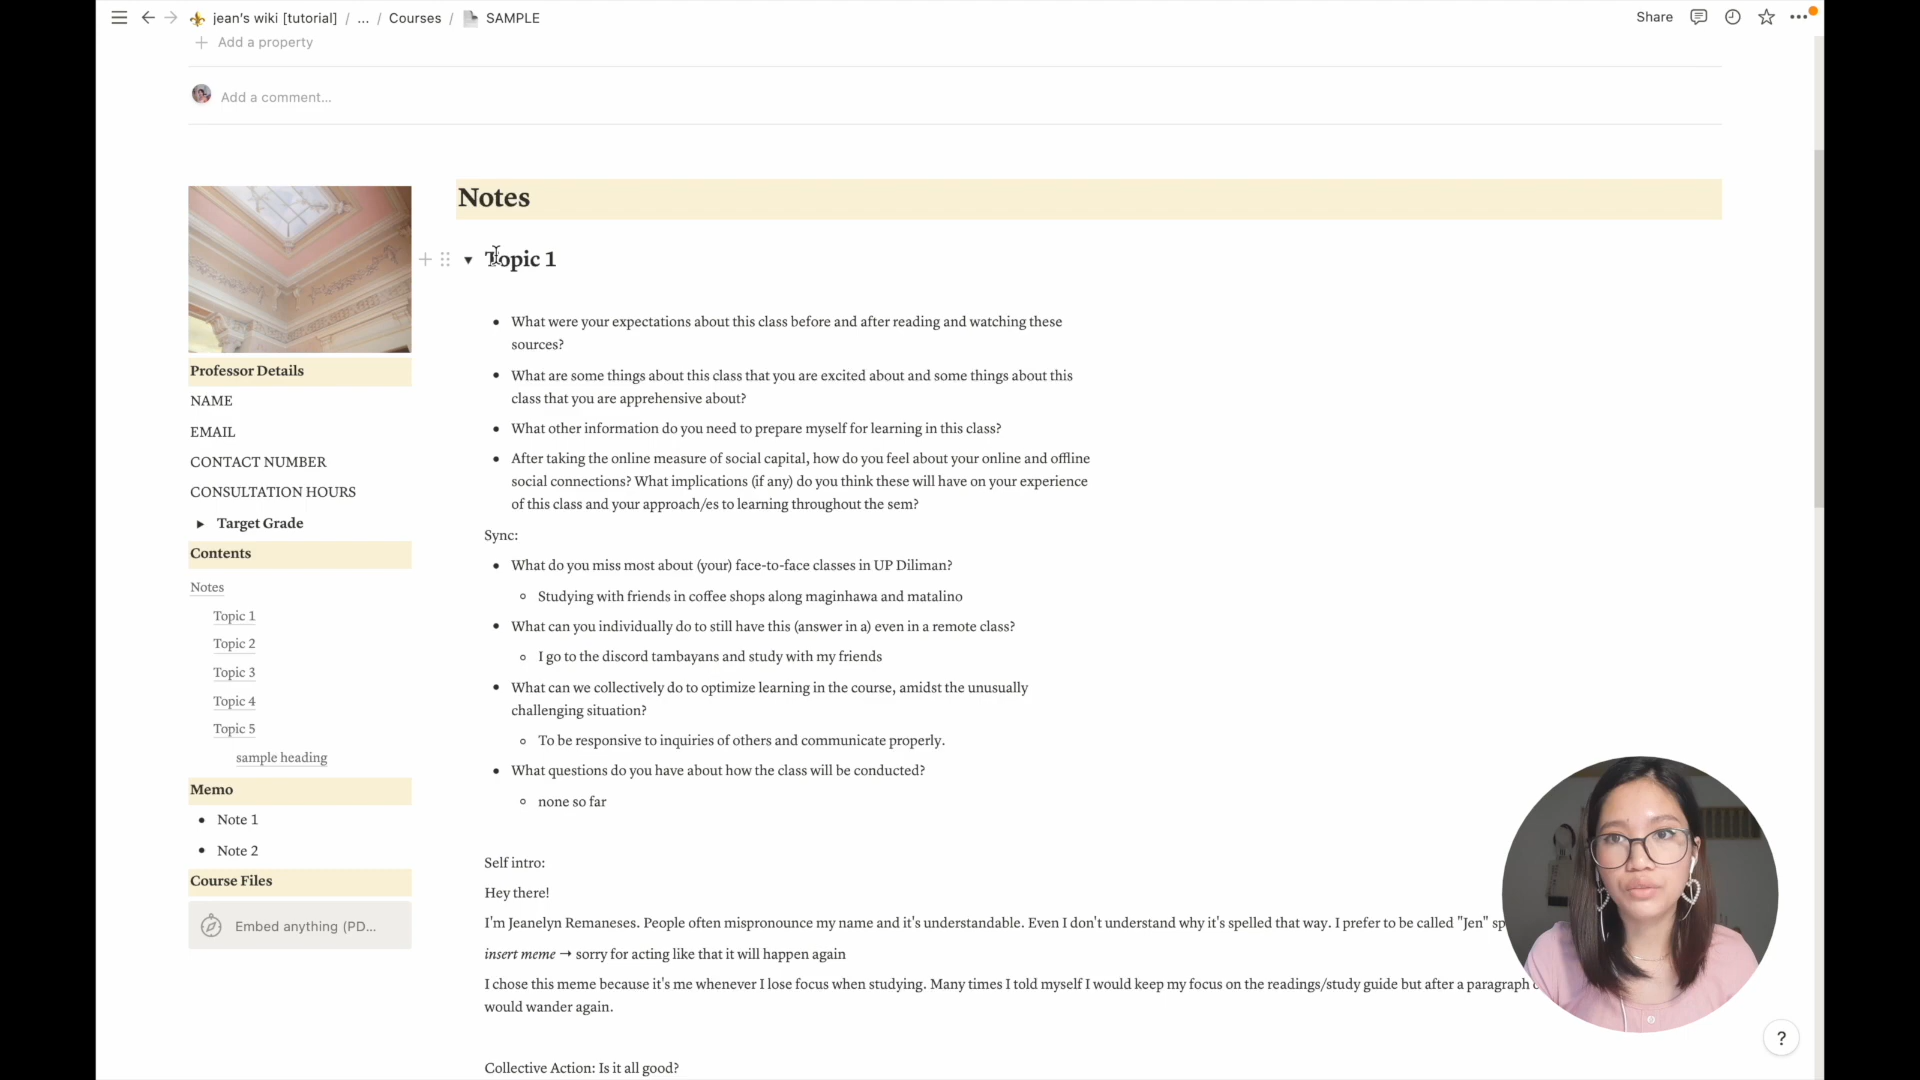 jean's wiki [tutorial] / ... / Courses / SAMPLE
Share
Add a property
Add a comment...
Notes
Topic 1
What were your expectations about this class before and after reading and watching these
sources?
What are some things about this class that you are excited about and some things about this
class that you are apprehensive about?
What other information do you need to prepare myself for learning in this class?
After taking the online measure of social capital, how do you feel about your online and offline
social connections? What implications (if any) do you think these will have on your experience
of this class and your approach/es to learning throughout the sem?
Sync:
What do you miss most about (your) face-to-face classes in UP Diliman?
Studying with friends in coffee shops along maginhawa and matalino
What can you individually do to still have this (answer in a) even in a remote class?
I go to the discord tambayans and study with my friends
What can we collectively do to optimize learning in the course, amidst the unusually
challenging situation?
To be responsive to inquiries of others and communicate properly.
What questions do you have about how the class will be conducted?
none so far
Self intro:
Hey there!
I'm Jeanelyn Remaneses. People often mispronounce my name and it's understandable. Even I don't understand why it's spelled that way. I prefer to be called "Jen" sp
insert meme → sorry for acting like that it will happen again
I chose this meme because it's me whenever I lose focus when studying. Many times I told myself I would keep my focus on the readings/study guide but after a paragraph
would wander again.
Collective Action: Is it all good?
Professor Details
NAME
EMAIL
CONTACT NUMBER
CONSULTATION HOURS
Target Grade
Contents
Notes
Topic 1
Topic 2
Topic 3
Topic 4
Topic 5
sample heading
Memo
Note 1
Note 2
Course Files
Embed anything (PD...
?